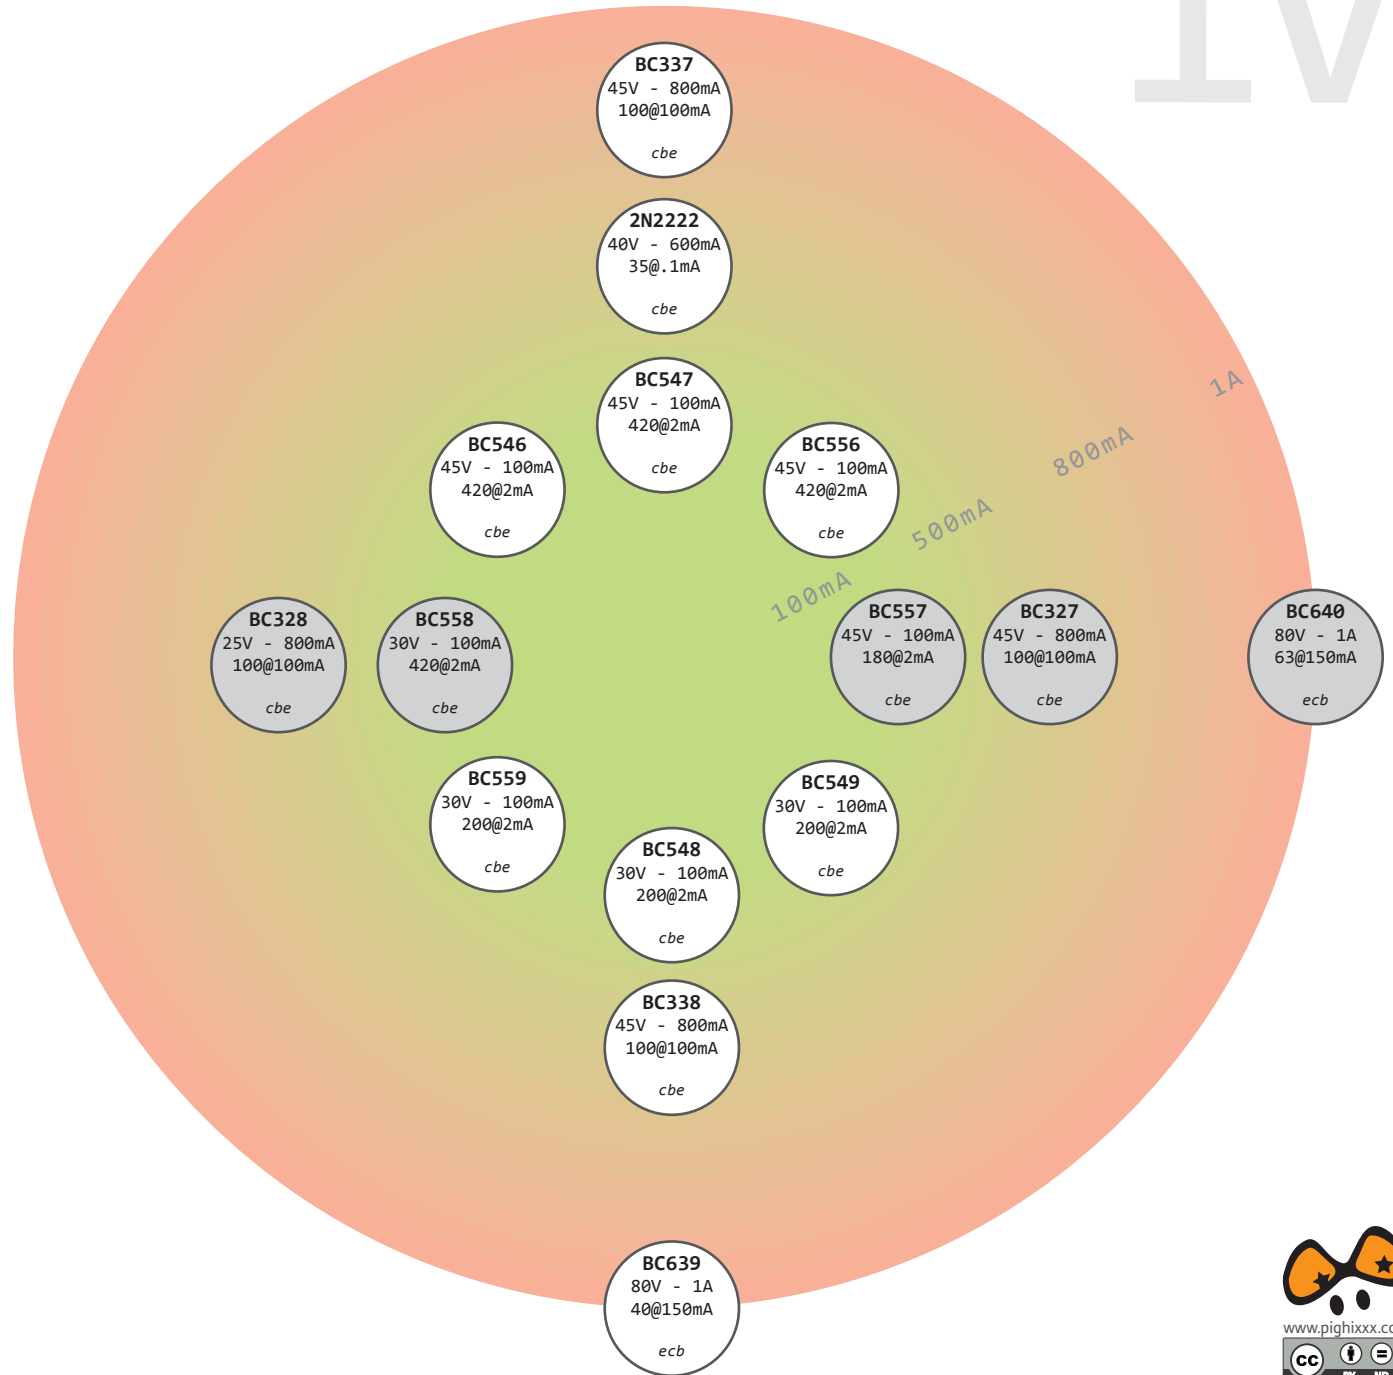 IV
BC337
45V - 800mA
100@100mA
cbe
2N2222
40V - 600mA
35@.1mA
cbe
BC547
45V - 100mA
420@2mA
cbe
BC546
45V - 100mA
420@2mA
cbe
BC556
45V - 100mA
420@2mA
cbe
1A
800mA
500mA
100mA
BC328
25V - 800mA
100@100mA
cbe
BC558
30V - 100mA
420@2mA
cbe
BC557
45V - 100mA
180@2mA
cbe
BC327
45V - 800mA
100@100mA
cbe
BC640
80V - 1A
63@150mA
ecb
BC559
30V - 100mA
200@2mA
cbe
BC549
30V - 100mA
200@2mA
cbe
BC548
30V - 100mA
200@2mA
cbe
BC338
45V - 800mA
100@100mA
cbe
BC639
80V - 1A
40@150mA
ecb
www.pighixxx.co
cc